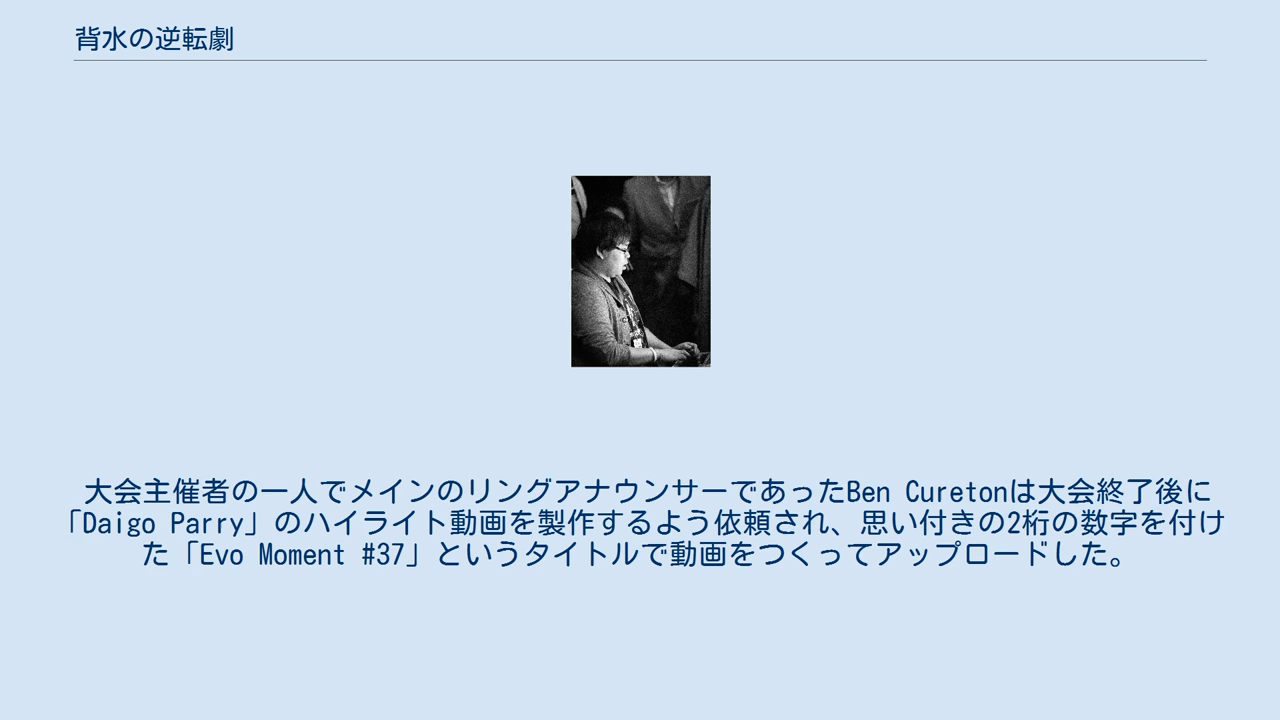 背水の逆転劇
大会主催者の一人でメインのリングアナウンサーであったBen Curetonは大会終了後に
「Daigo Parry」のハイライト動画を製作するよう依頼され、思い付きの2桁の数字を付け
た「Evo Moment #37」というタイトルで動画をつくってアップロードした。